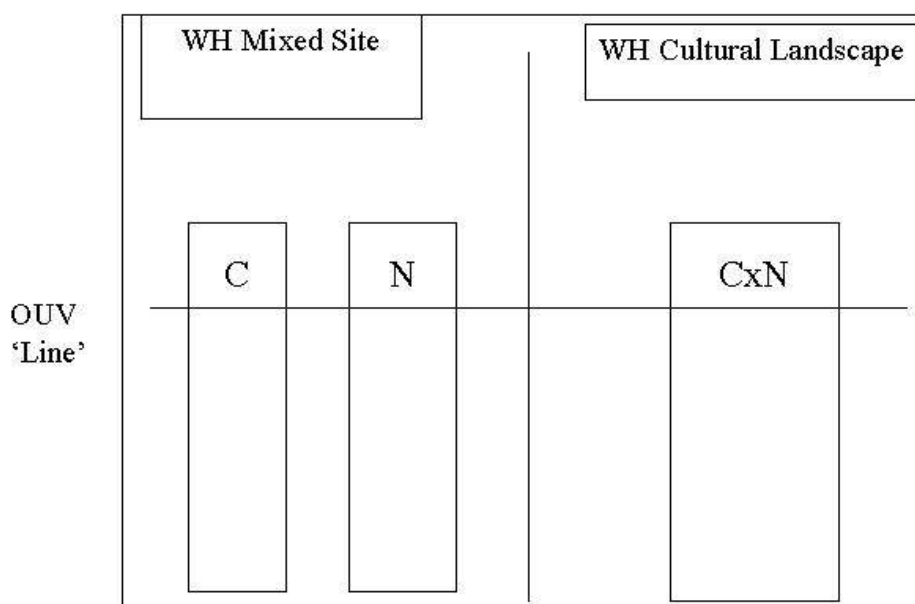 WH Mixed Site
WH Cultural Landscape
C
N
CxN
OUV
‘Line’